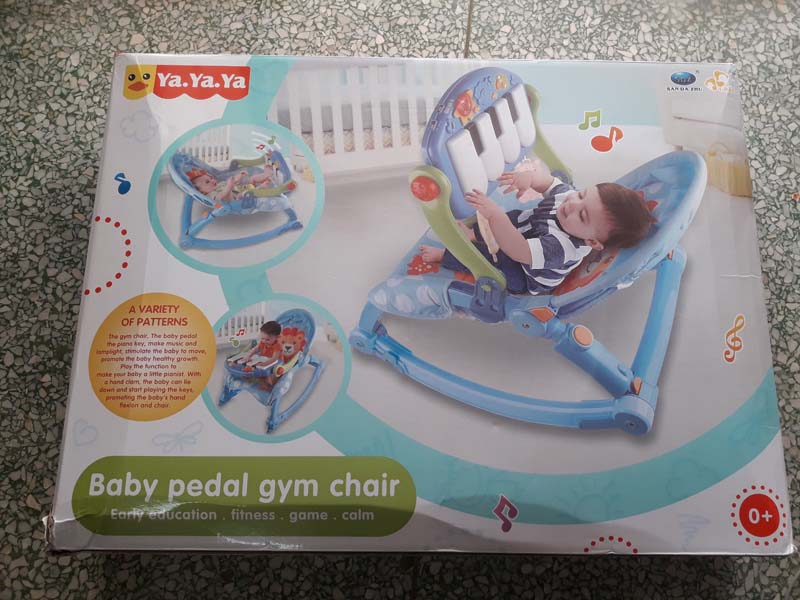 Ya.Ya.Ya
SAN DA ZHU
A VARIETY
OF PATTERNS
The gym chair. The baby pedal
the piano key, make music and
lamplight, stimulate the baby to move,
promote the baby healthy growth.
Play the function to
make your baby a little pianist. With
a hand clam, the baby can lie
down and start playing the keys,
promoting the baby's hand
flexion and chair.
Baby pedal gym chair
Early education . fitness . game . calm
0+